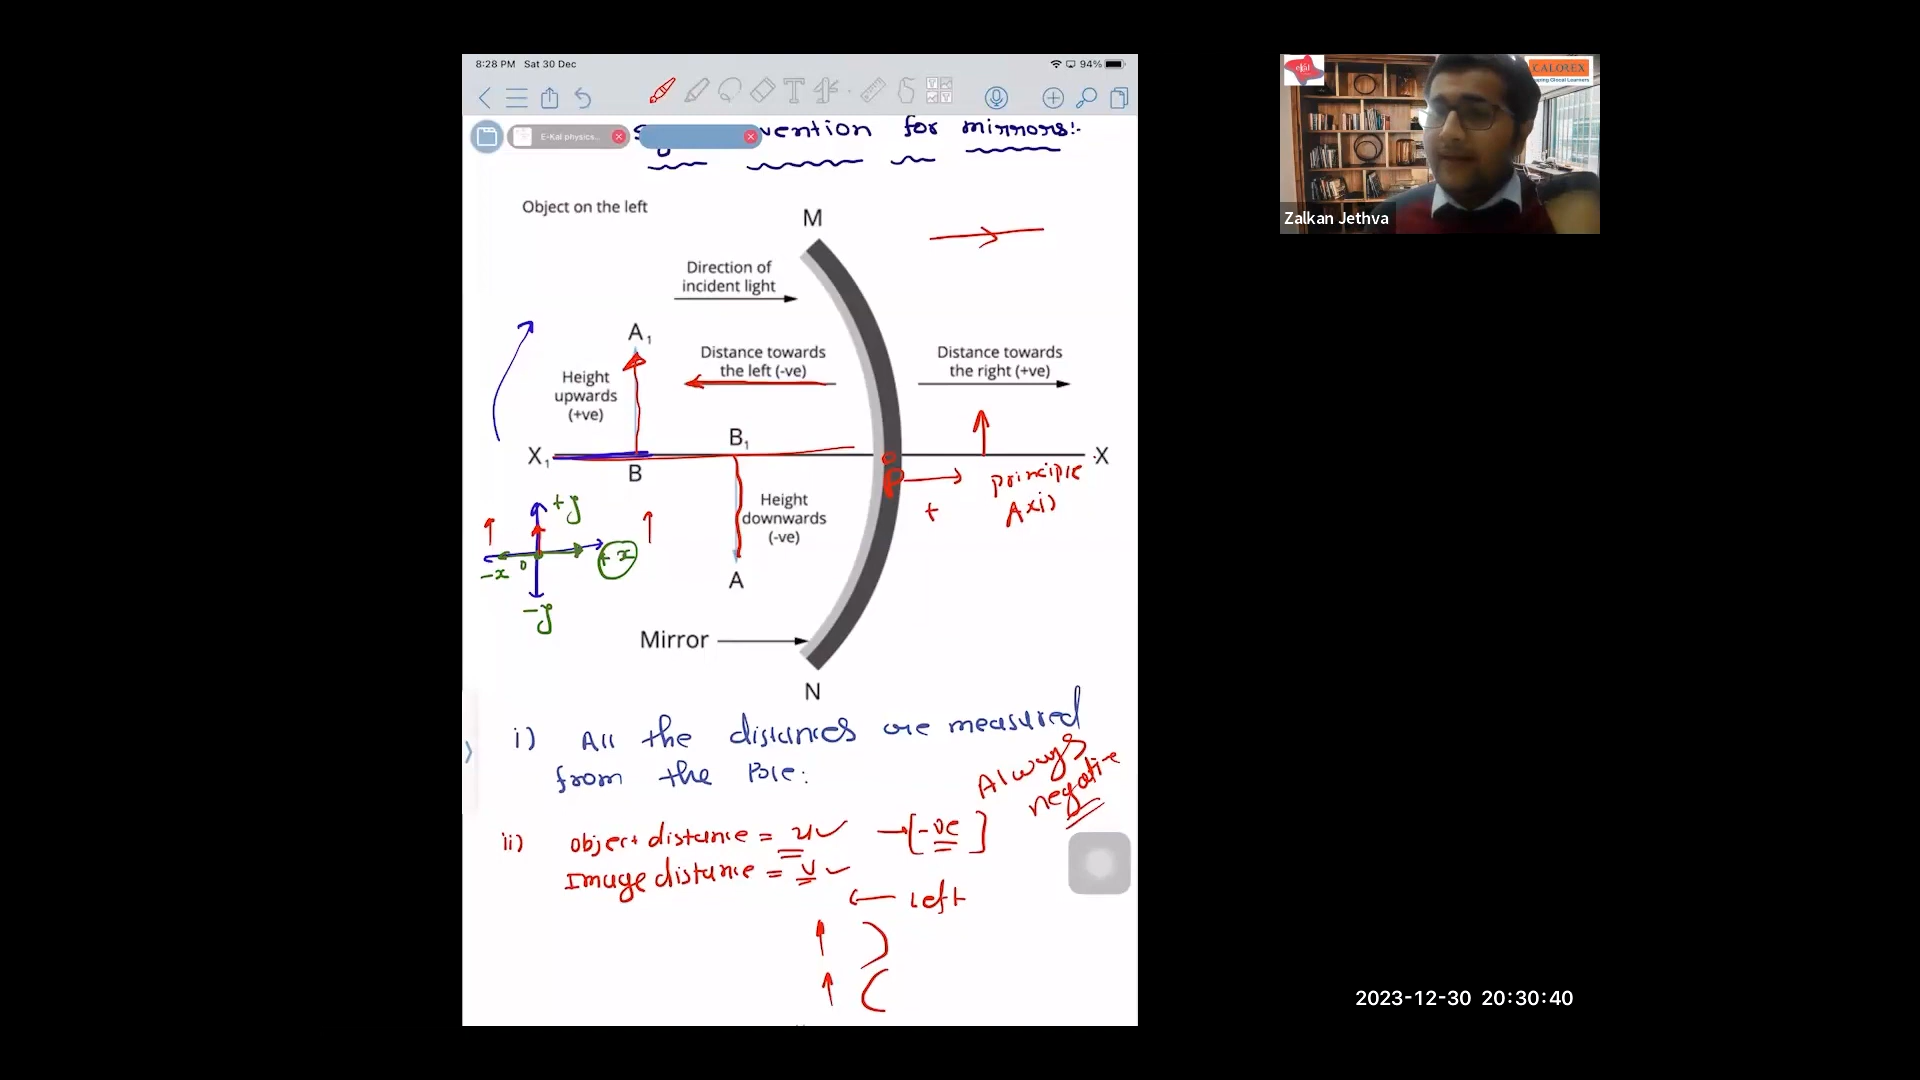 8:28 PM Sat 30 Dec
94%
E-Kal physics...
vention for mirrors:-
Object on the left
M
Direction of
incident light
A1
Distance towards
the left (-ve)
Distance towards
the right (+ve)
Height
upwards
(+ve)
B1
X1
X
B
P
principle
Axis
+
Height
downwards
(-ve)
+y
+x
-x
o
-y
A
Mirror
N
i) All the distances are measured
from the Pole:
Always
negative
ii) Object distance = u → [-ve]
Image distance = v
← Left
CALOREX
Zalkan Jethva
2023-12-30 20:30:40